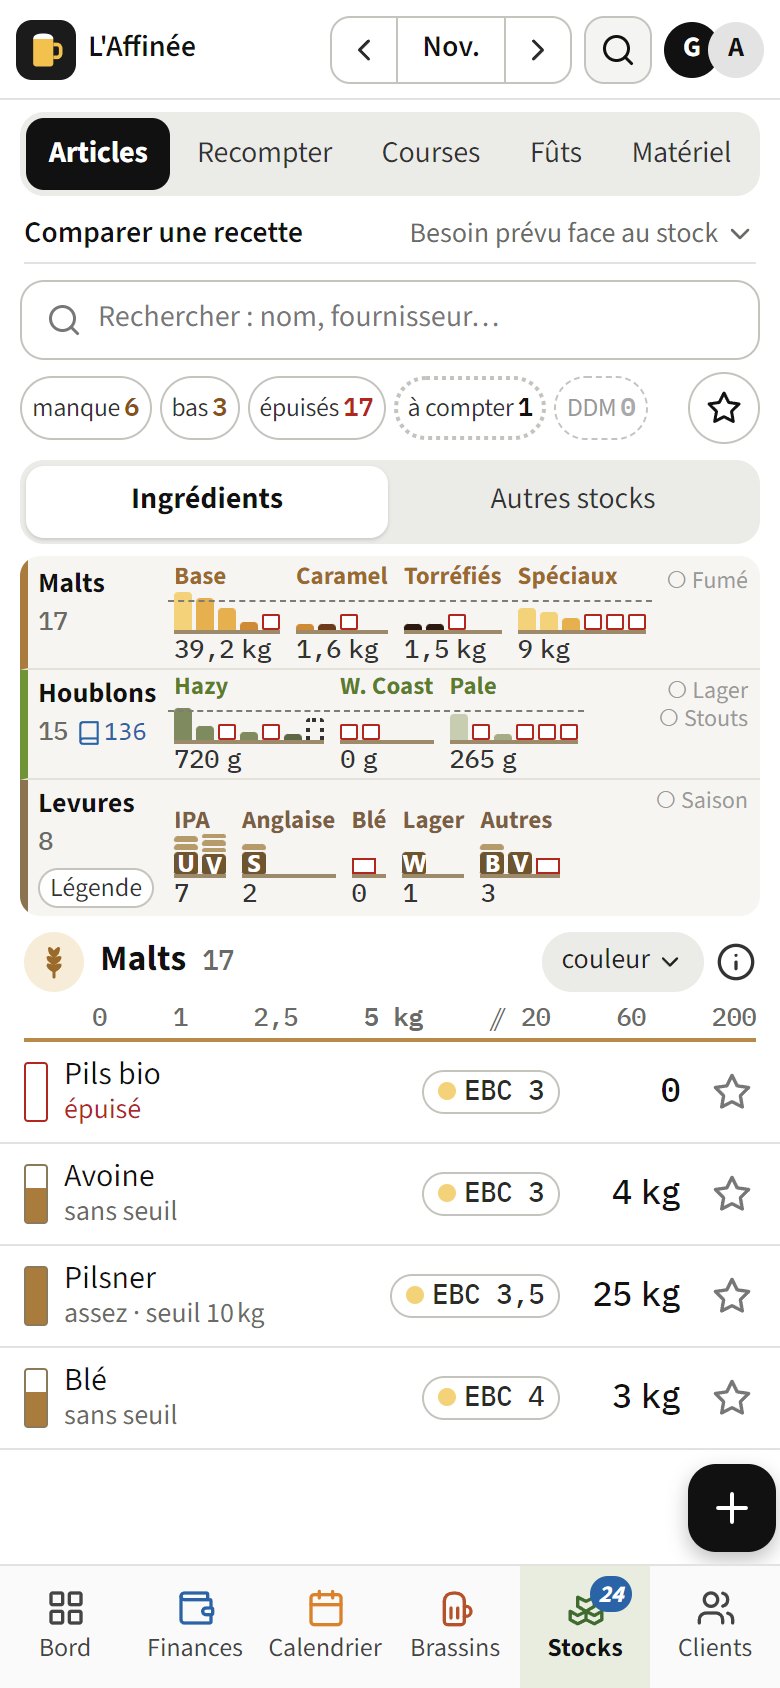 L'Affinée
Nov.
G A
Articles Recompter Courses Fûts Matériel
Comparer une recette Besoin prévu face au stock
Rechercher : nom, fournisseur…
manque 6 bas 3 épuisés 17 à compter 1 DDM 0
Ingrédients Autres stocks
Malts Base Caramel Torréfiés Spéciaux Fumé
17
39,2 kg 1,6 kg 1,5 kg 9 kg
Houblons Hazy W. Coast Pale Lager
15 136 Stouts
720 g 0 g 265 g
Levures Saison
8 IPA Anglaise Blé Lager Autres
U V S W B V
Légende 7 2 0 1 3
Malts 17 couleur
0 1 2,5 5 kg // 20 60 200
Pils bio EBC 3 0
épuisé
Avoine EBC 3 4 kg
sans seuil
Pilsner EBC 3,5 25 kg
assez · seuil 10 kg
Blé EBC 4 3 kg
sans seuil
24
Bord Finances Calendrier Brassins Stocks Clients